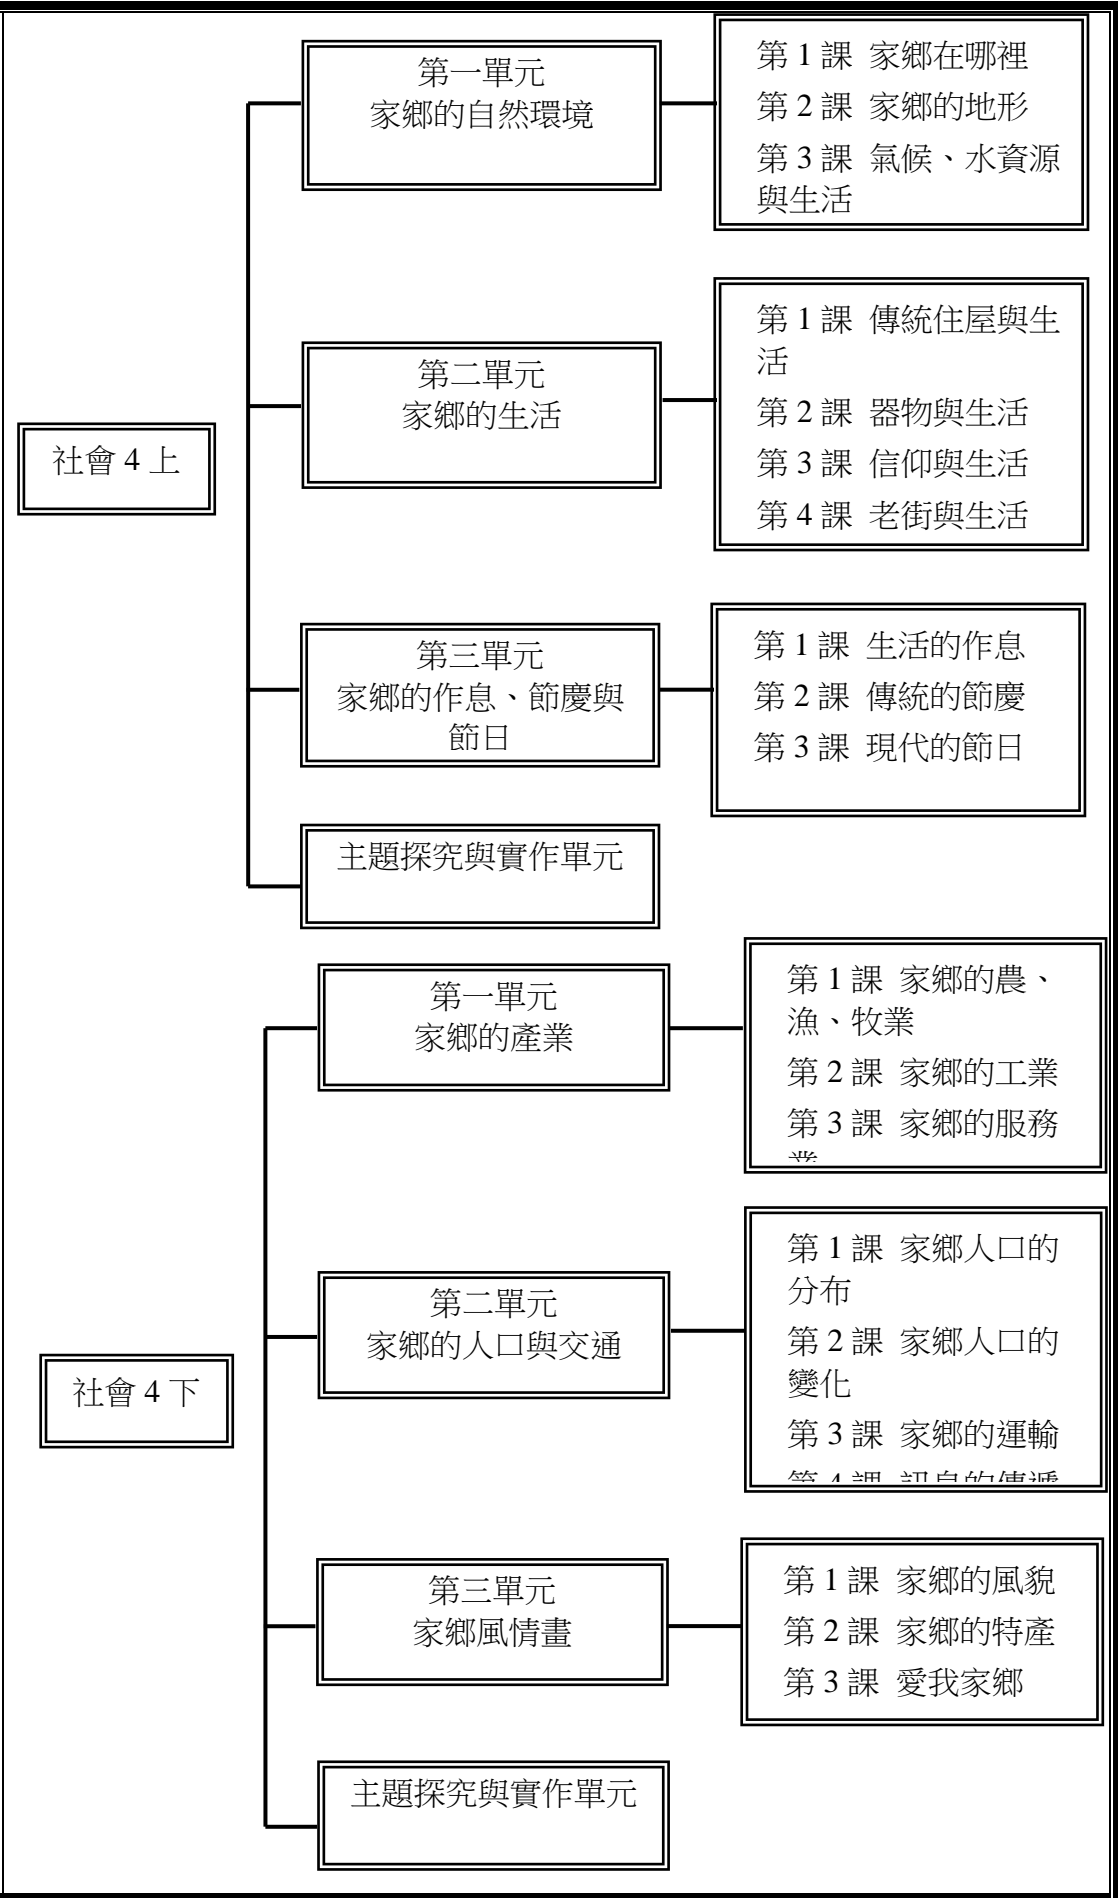 社會 4 上
第一單元
家鄉的自然環境
第 1 課 家鄉在哪裡
第 2 課 家鄉的地形
第 3 課 氣候、水資源
與生活
第二單元
家鄉的生活
第 1 課 傳統住屋與生
活
第 2 課 器物與生活
第 3 課 信仰與生活
第 4 課 老街與生活
第三單元
家鄉的作息、節慶與
節日
第 1 課 生活的作息
第 2 課 傳統的節慶
第 3 課 現代的節日
主題探究與實作單元
社會 4 下
第一單元
家鄉的產業
第 1 課 家鄉的農、
漁、牧業
第 2 課 家鄉的工業
第 3 課 家鄉的服務
業
第二單元
家鄉的人口與交通
第 1 課 家鄉人口的
分布
第 2 課 家鄉人口的
變化
第 3 課 家鄉的運輸
第 4 課 訊息的傳遞
第三單元
家鄉風情畫
第 1 課 家鄉的風貌
第 2 課 家鄉的特產
第 3 課 愛我家鄉
主題探究與實作單元